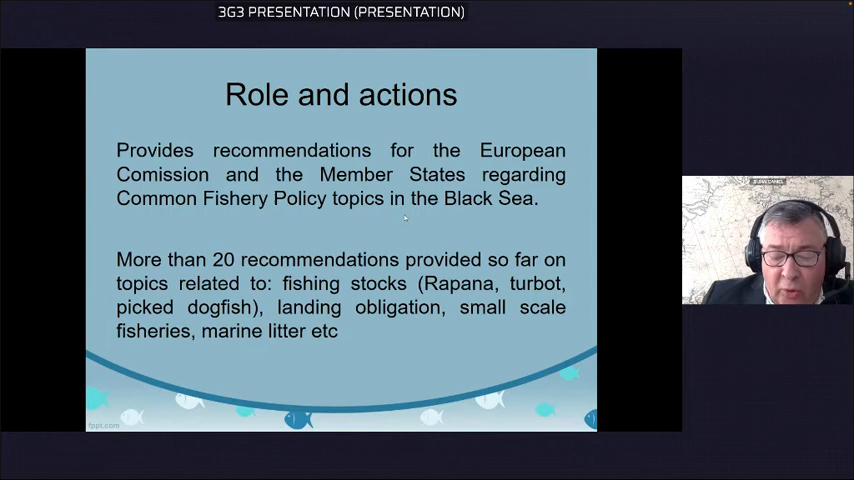 3G3 PRESENTATION (PRESENTATION)
Role and actions
Provides recommendations for the European
Comission and the Member States regarding
Common Fishery Policy topics in the Black Sea.
More than 20 recommendations provided so far on
topics related to: fishing stocks (Rapana, turbot,
picked dogfish), landing obligation, small scale
fisheries, marine litter etc
fppt.com